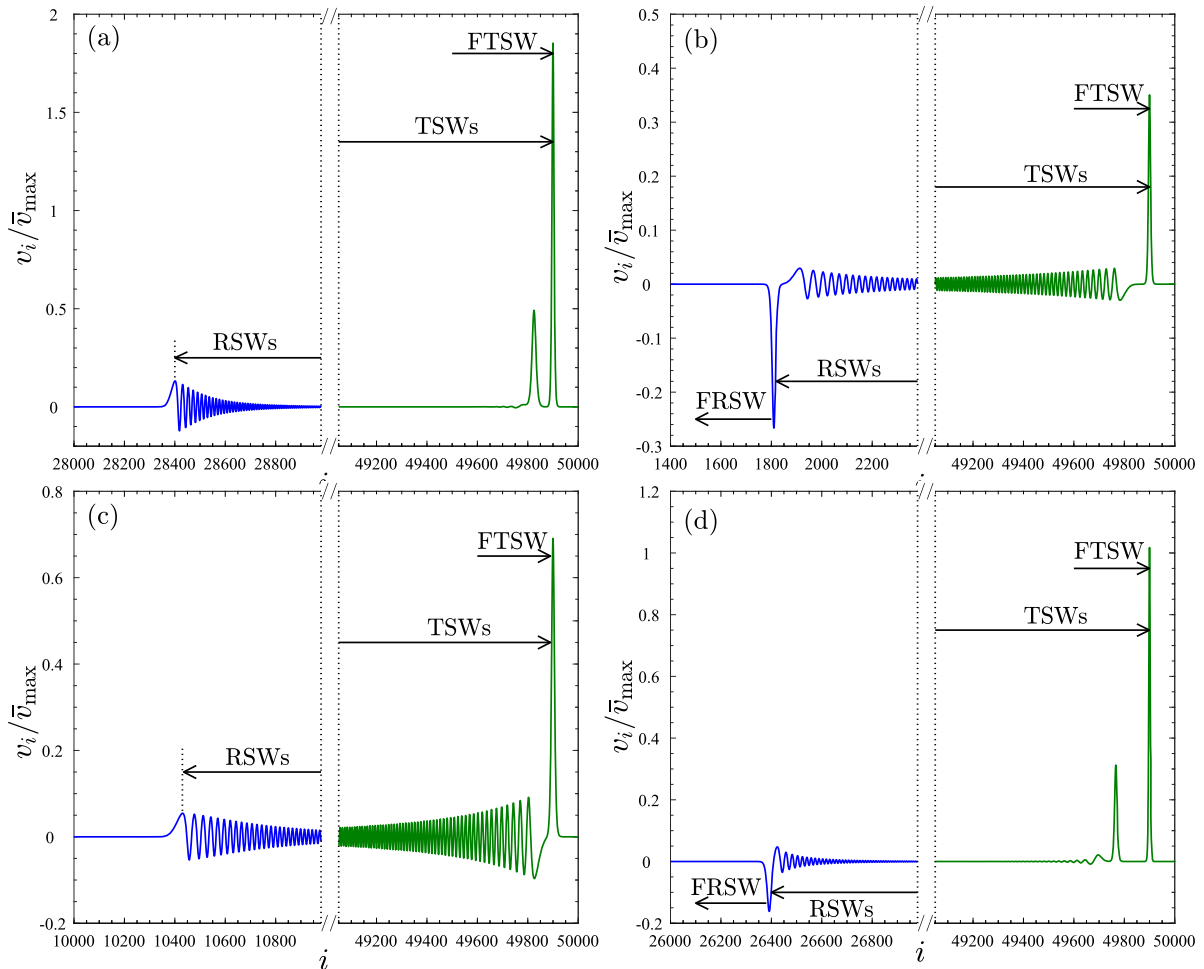 (a)
FTSW
TSWs
RSWs
v_i/v̄_max
2
1.5
1
0.5
0
28000 28200 28400 28600 28800 // 49200 49400 49600 49800 50000
i
(b)
FTSW
TSWs
RSWs
FRSW
v_i/v̄_max
0.5
0.4
0.3
0.2
0.1
0
-0.1
-0.2
-0.3
1400 1600 1800 2000 2200 // 49200 49400 49600 49800 50000
i
(c)
FTSW
TSWs
RSWs
v_i/v̄_max
0.8
0.6
0.4
0.2
0
-0.2
10000 10200 10400 10600 10800 // 49200 49400 49600 49800 50000
i
(d)
FTSW
TSWs
FRSW
RSWs
v_i/v̄_max
1.2
1
0.8
0.6
0.4
0.2
0
-0.2
26000 26200 26400 26600 26800 // 49200 49400 49600 49800 50000
i